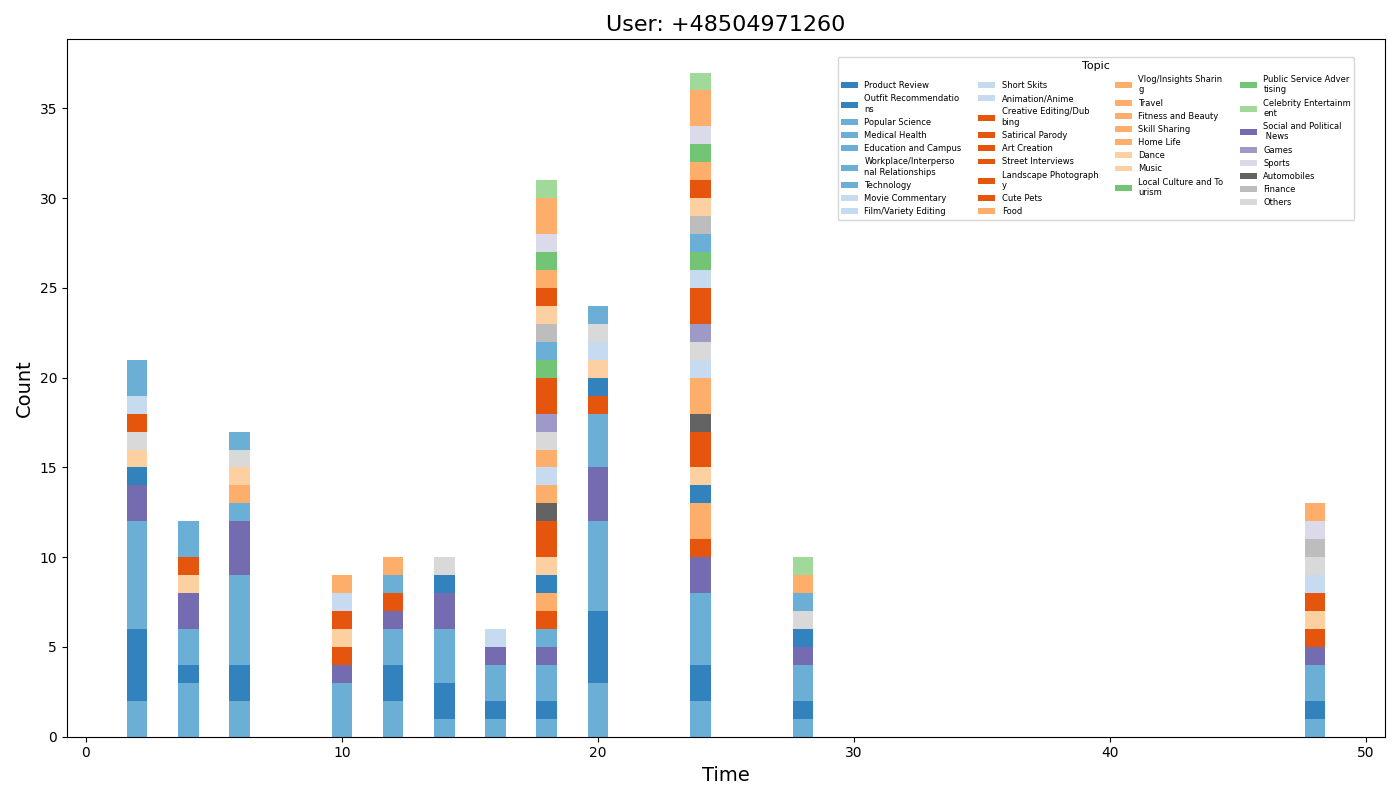 User: +48504971260
Topic
Product Review
Outfit Recommendatio
ns
Popular Science
Medical Health
Education and Campus
Workplace/Interperso
nal Relationships
Technology
Movie Commentary
Film/Variety Editing
Short Skits
Animation/Anime
Creative Editing/Dub
bing
Satirical Parody
Art Creation
Street Interviews
Landscape Photograph
y
Cute Pets
Food
Vlog/Insights Sharin
g
Travel
Fitness and Beauty
Skill Sharing
Home Life
Dance
Music
Local Culture and To
urism
Public Service Adver
tising
Celebrity Entertainm
ent
Social and Political
News
Games
Sports
Automobiles
Finance
Others
Count
35
30
25
20
15
10
5
0
0 10 20 30 40 50
Time